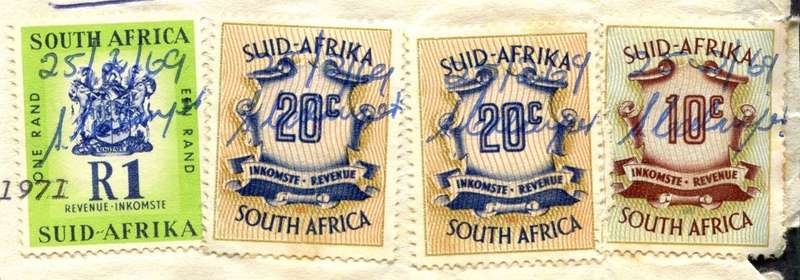 SOUTH AFRICA
25/2/69
ONE RAND
EEN RAND
R1
REVENUE·INKOMSTE
SUID-AFRIKA
1971
SUID-AFRIKA
20c
INKOMSTE · REVENUE
SOUTH AFRICA
SUID-AFRIKA
20c
INKOMSTE · REVENUE
SOUTH AFRICA
SUID-AFRIKA
10c
INKOMSTE · REVENUE
SOUTH AFRICA